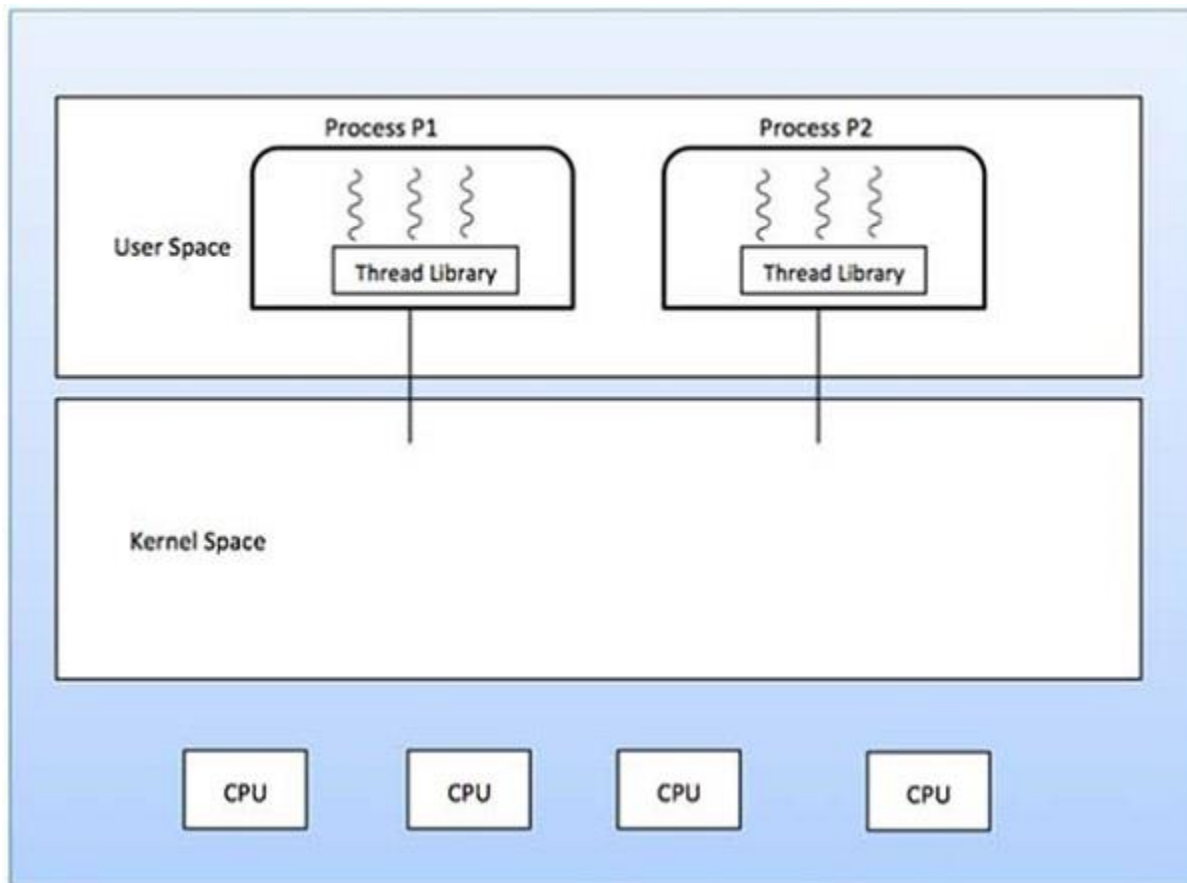 Process P1
Process P2
User Space
Thread Library
Thread Library
Kernel Space
CPU
CPU
CPU
CPU